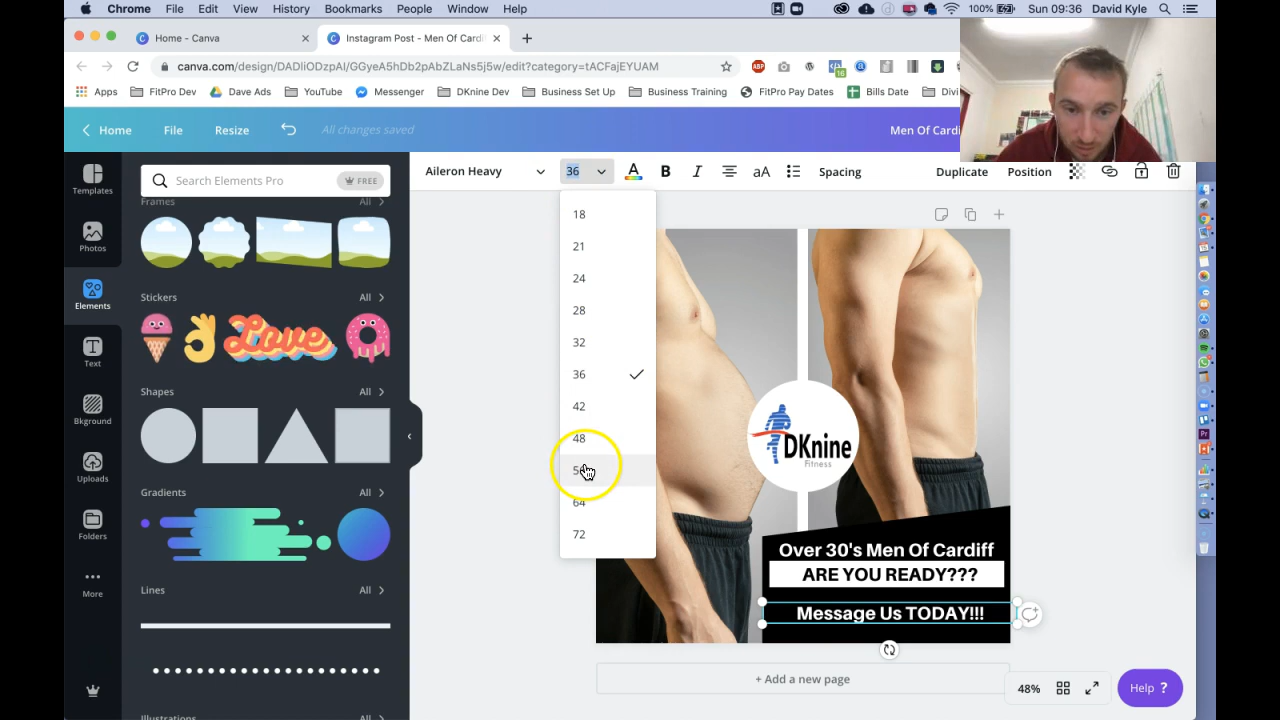 Chrome File Edit View History Bookmarks People Window Help
100% Sun 09:36 David Kyle
Home - Canva
Instagram Post - Men Of Cardi
canva.com/design/DADliODzpAI/GGyeA5hDb2pAbZLaNs5j5w/edit?category=tACFajEYUAM
ABP
16
Apps FitPro Dev Dave Ads YouTube Messenger DKnine Dev Business Set Up Business Training FitPro Pay Dates Bills Date Divi
Home File Resize All changes saved
Men Of Cardi
Templates
Photos
Elements
Text
Bkground
Uploads
Folders
More
Search Elements Pro
FREE
Frames All
Stickers All
Love
Shapes All
Gradients All
Lines All
Illustrations All
Aileron Heavy 36 A B I aA Spacing
Duplicate Position
18
21
24
28
32
36
42
48
64
72
DKnine
Fitness
Over 30's Men Of Cardiff
ARE YOU READY???
Message Us TODAY!!!
+ Add a new page
48%
Help ?